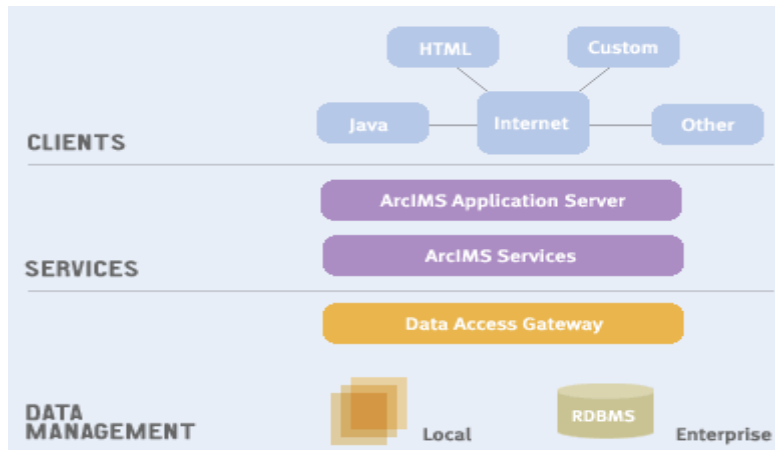 HTML
Custom
Java
Internet
Other
CLIENTS
ArcIMS Application Server
ArcIMS Services
SERVICES
Data Access Gateway
DATA
MANAGEMENT
Local
RDBMS
Enterprise